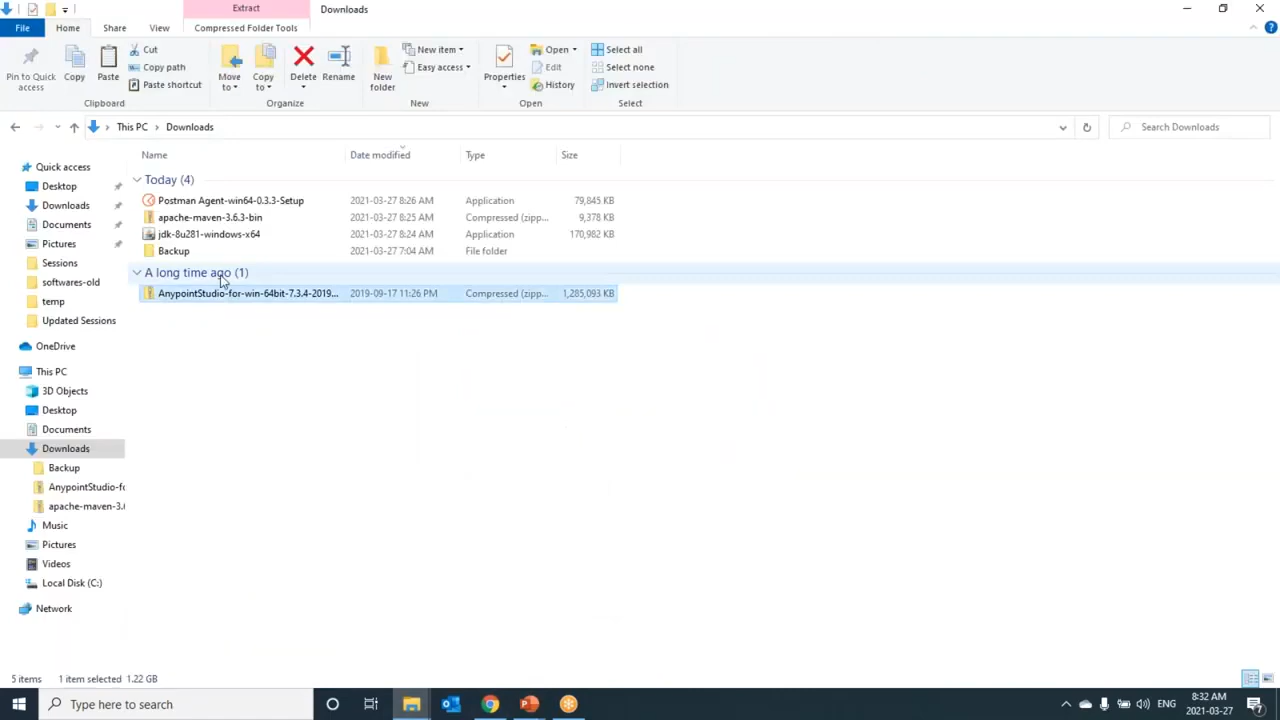 Extract
Downloads
File
Home
Share
View
Compressed Folder Tools
Pin to Quick
access
Copy
Paste
Cut
Copy path
Paste shortcut
Clipboard
Move
to
Copy
to
Delete
Rename
Organize
New
folder
New item
Easy access
New
Properties
Open
Edit
History
Open
Select all
Select none
Invert selection
Select
This PC
Downloads
Search Downloads
Name
Date modified
Type
Size
Today (4)
Postman Agent-win64-0.3.3-Setup 2021-03-27 8:26 AM Application 79,845 KB
apache-maven-3.6.3-bin 2021-03-27 8:25 AM Compressed (zipp... 9,378 KB
jdk-8u281-windows-x64 2021-03-27 8:24 AM Application 170,982 KB
Backup 2021-03-27 7:04 AM File folder
A long time ago (1)
AnypointStudio-for-win-64bit-7.3.4-2019... 2019-09-17 11:26 PM Compressed (zipp... 1,285,093 KB
Quick access
Desktop
Downloads
Documents
Pictures
Sessions
softwares-old
temp
Updated Sessions
OneDrive
This PC
3D Objects
Desktop
Documents
Downloads
Backup
AnypointStudio-fo
apache-maven-3.6
Music
Pictures
Videos
Local Disk (C:)
Network
5 items 1 item selected 1.22 GB
Type here to search
ENG
8:32 AM
2021-03-27